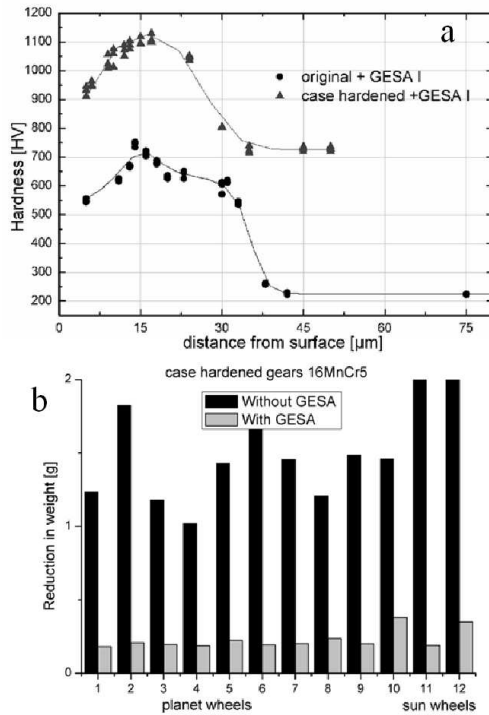 a
1200
1100
1000
900
800
700
600
500
400
300
200
Hardness [HV]
original + GESA I
case hardened +GESA I
0 15 30 45 60 75
distance from surface [µm]
b
case hardened gears 16MnCr5
Without GESA
With GESA
2
1
0
Reduction in weight [g]
1 2 3 4 5 6 7 8 9 10 11 12
planet wheels sun wheels